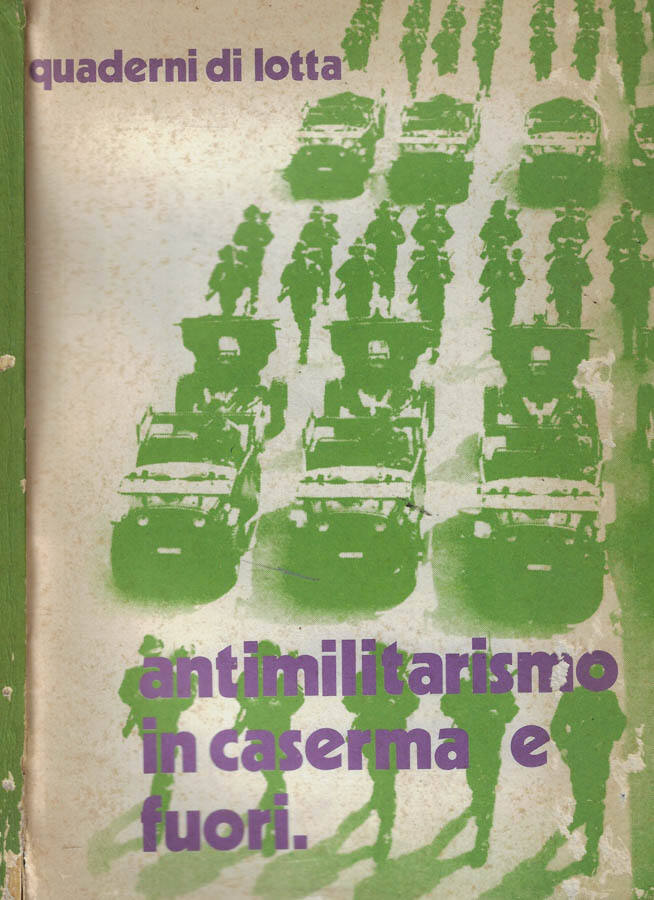 quaderni di lotta
antimilitarismo
in caserma e
fuori.